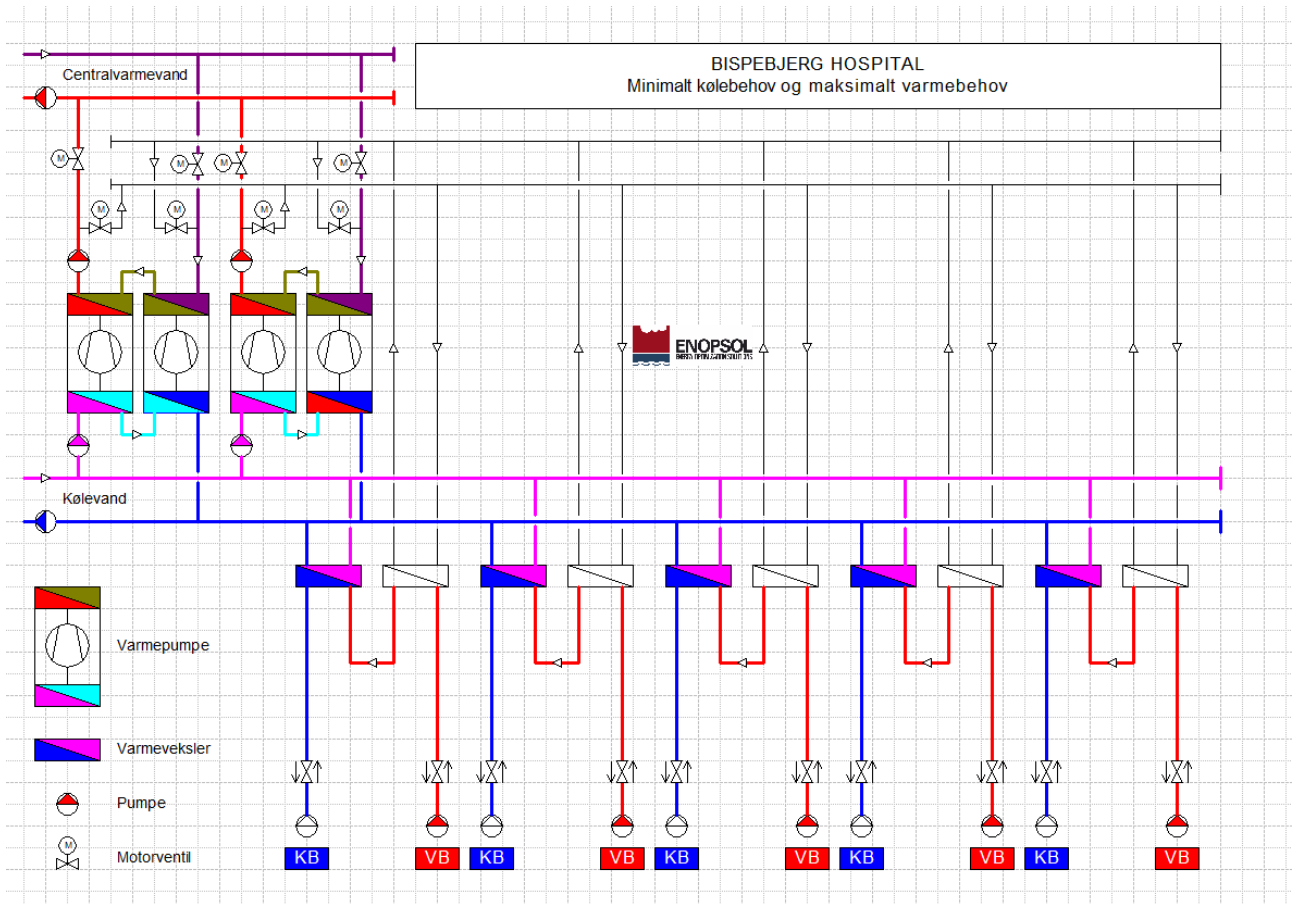 BISPEBJERG HOSPITAL
Minimalt kølebehov og maksimalt varmebehov
Centralvarmevand
M M M M
M M M M
ENOPSOL
Kølevand
Varmepumpe
Varmeveksler
Pumpe
M
Motorventil
KB VB KB VB KB VB KB VB KB VB